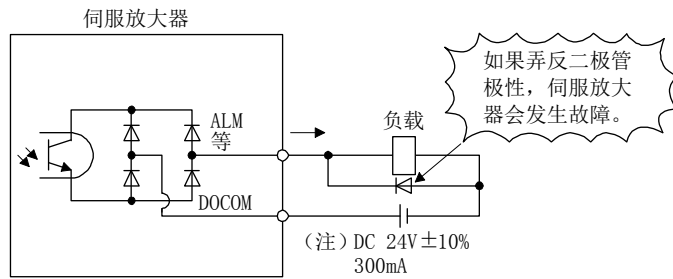 伺服放大器
如果弄反二极管
极性，伺服放大
器会发生故障。
负载
ALM
等
DOCOM
（注）DC 24V±10%
300mA